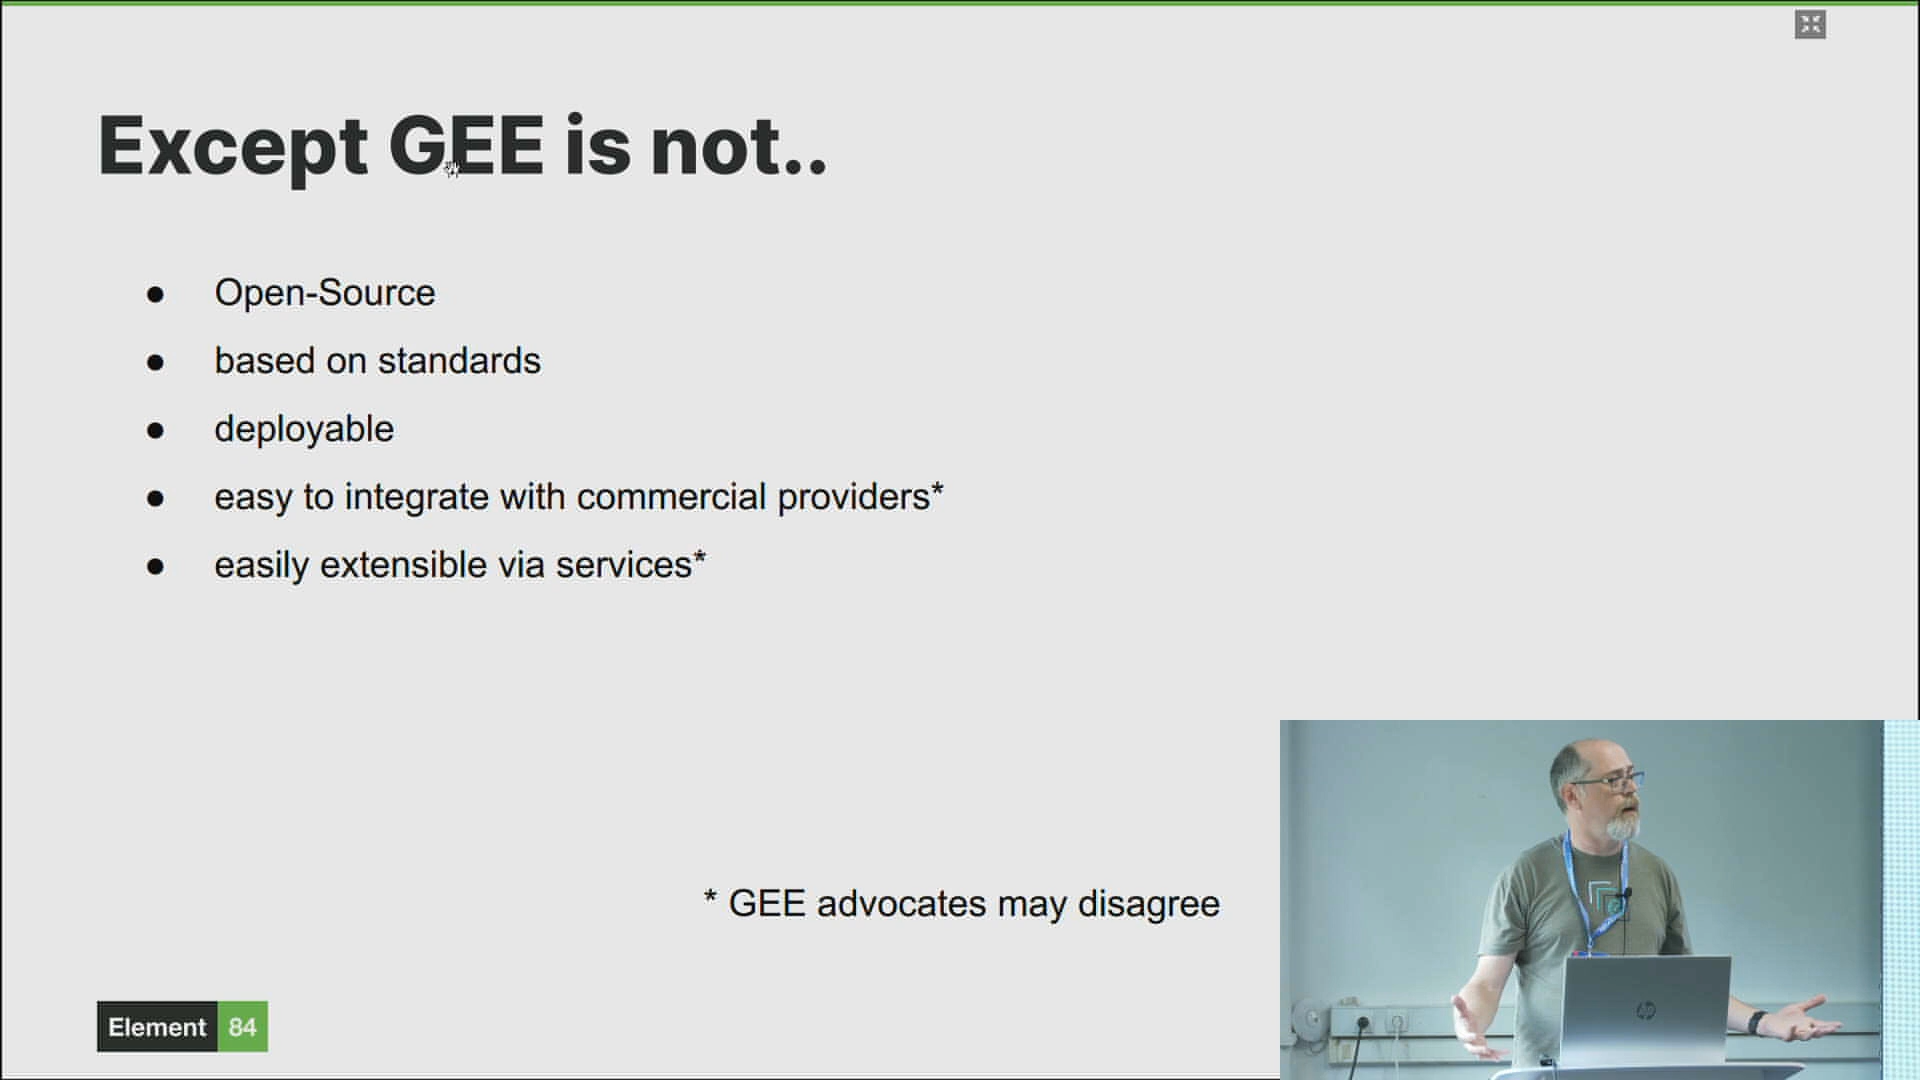 Except GEE is not..
● Open-Source
● based on standards
● deployable
● easy to integrate with commercial providers*
● easily extensible via services*
* GEE advocates may disagree
Element 84
hp